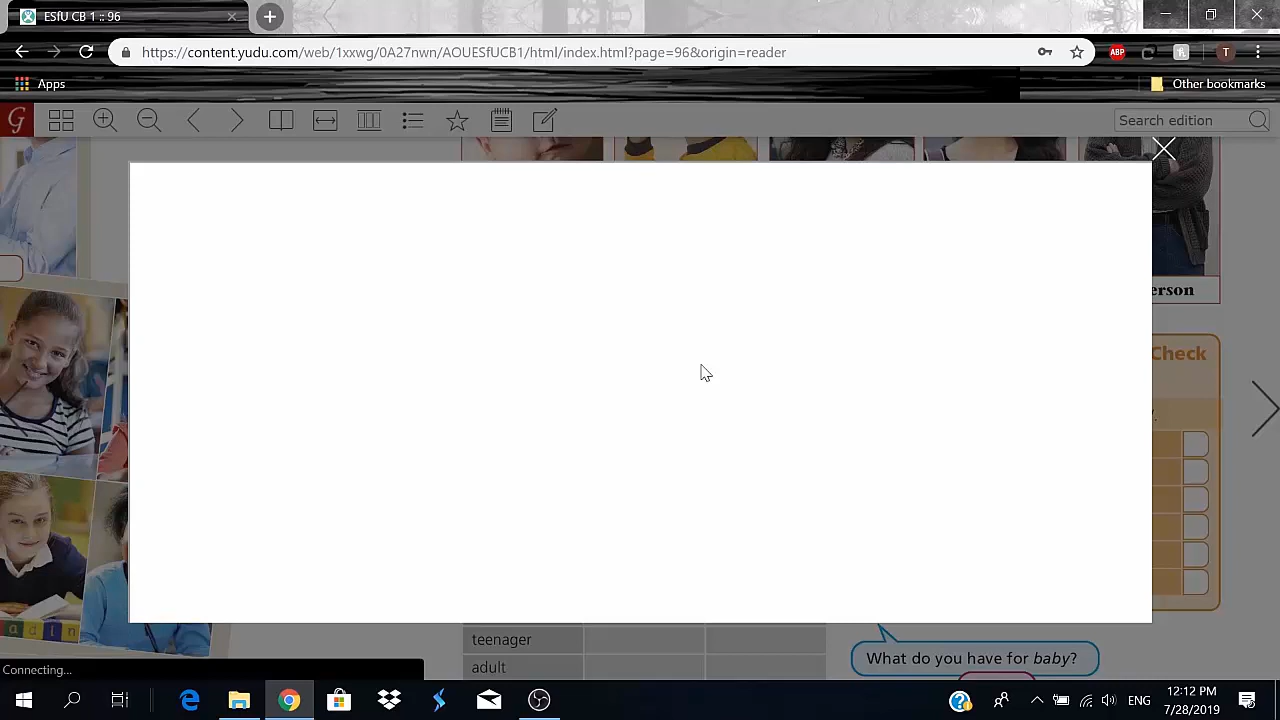 ESfU CB 1 :: 96
https://content.yudu.com/web/1xxwg/0A27nwn/AOUESfUCB1/html/index.html?page=96&origin=reader
ABP
T
Apps
Other bookmarks
G
Search edition
erson
Check
adin
teenager
adult
What do you have for baby?
Connecting...
ENG
12:12 PM
7/28/2019